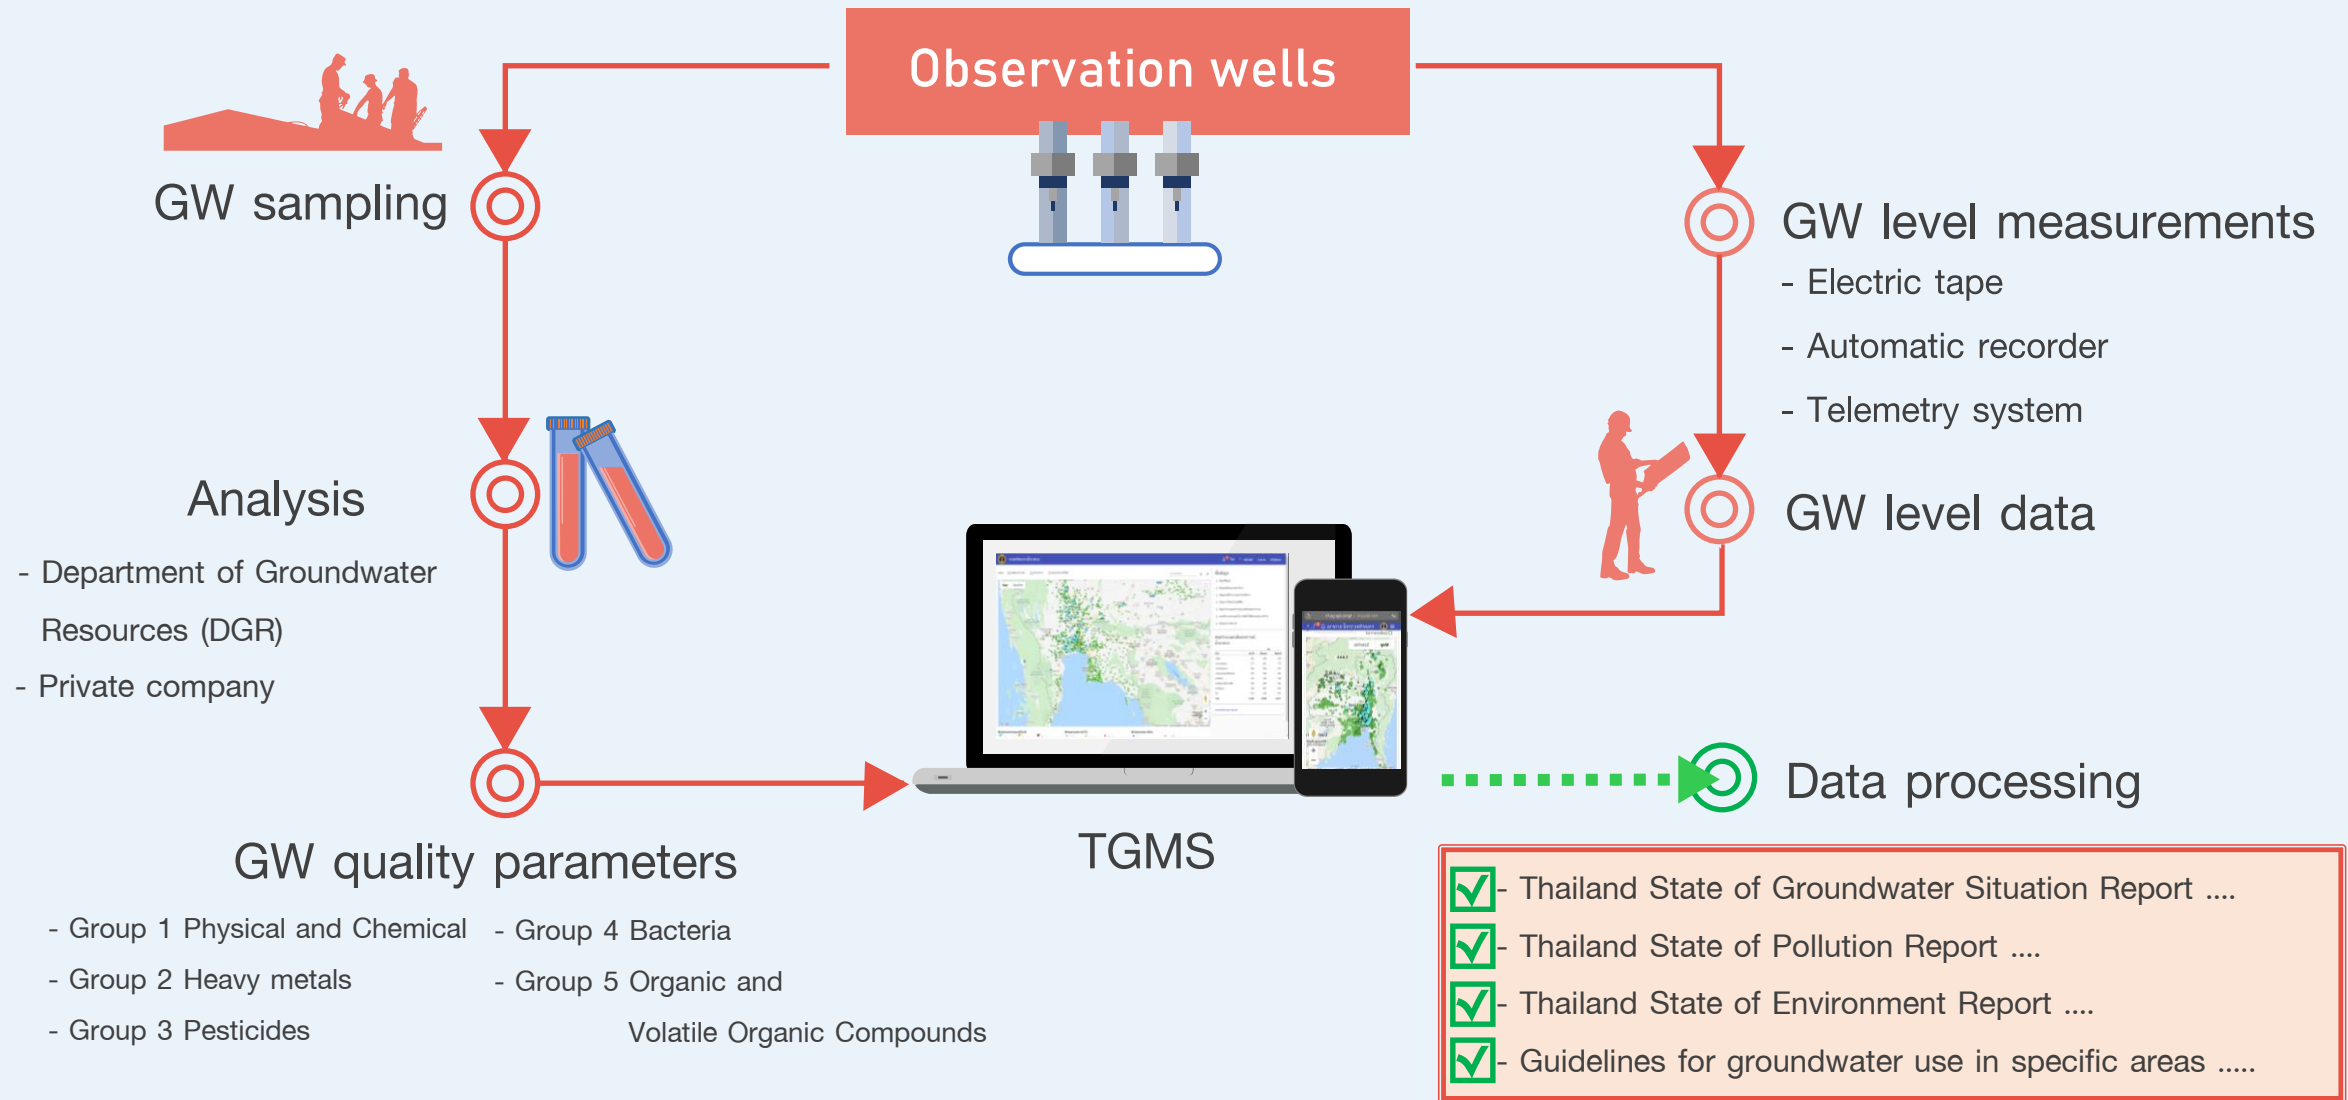 Observation wells
GW sampling
Analysis
- Department of Groundwater
Resources (DGR)
- Private company
GW quality parameters
- Group 1 Physical and Chemical
- Group 2 Heavy metals
- Group 3 Pesticides
- Group 4 Bacteria
- Group 5 Organic and
Volatile Organic Compounds
TGMS
GW level measurements
- Electric tape
- Automatic recorder
- Telemetry system
GW level data
Data processing
- Thailand State of Groundwater Situation Report ....
- Thailand State of Pollution Report ....
- Thailand State of Environment Report ....
- Guidelines for groundwater use in specific areas .....